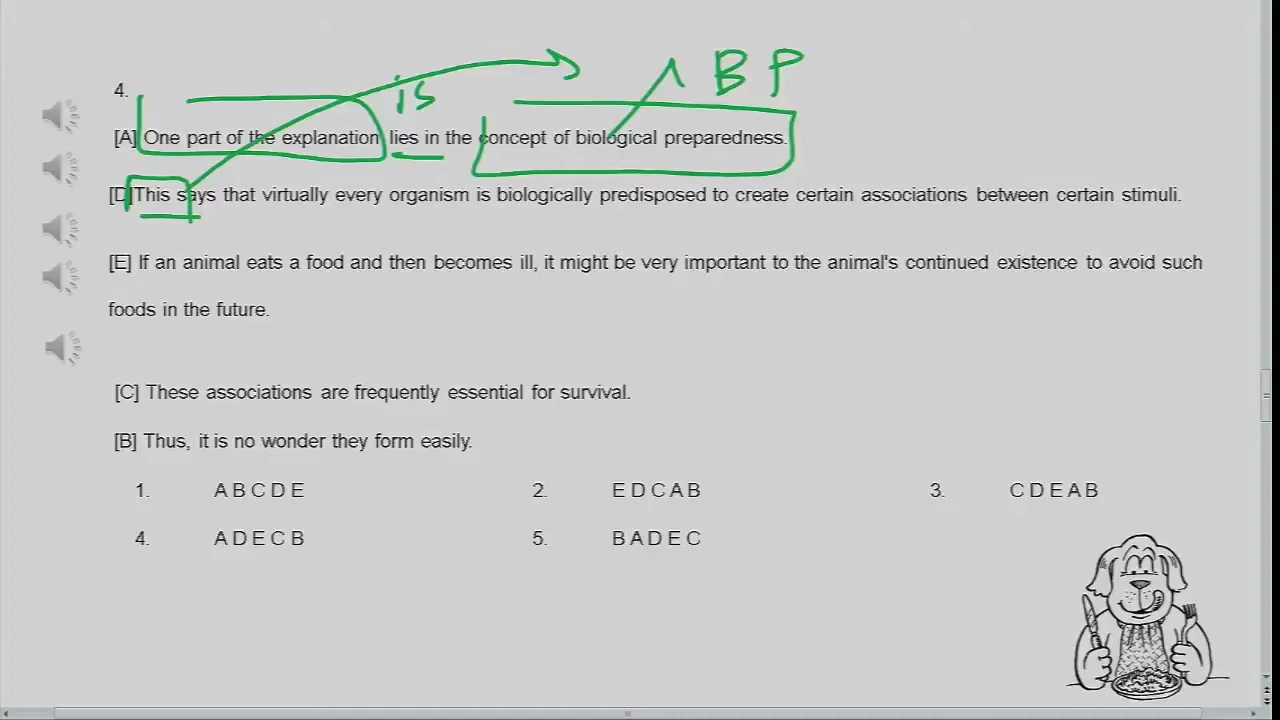 BP
4.
is
[A] One part of the explanation lies in the concept of biological preparedness.
[D]This says that virtually every organism is biologically predisposed to create certain associations between certain stimuli.
[E] If an animal eats a food and then becomes ill, it might be very important to the animal's continued existence to avoid such
foods in the future.
[C] These associations are frequently essential for survival.
[B] Thus, it is no wonder they form easily.
1. A B C D E 2. E D C A B 3. C D E A B
4. A D E C B 5. B A D E C